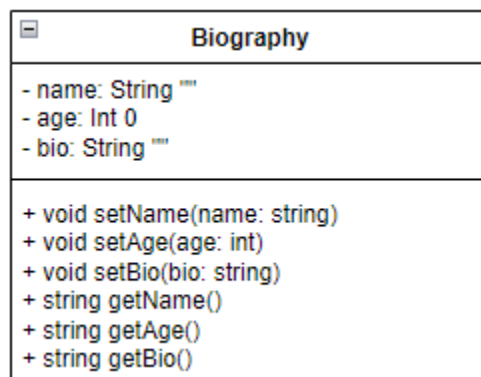 Biography
- name: String ""
- age: Int 0
- bio: String ""
+ void setName(name: string)
+ void setAge(age: int)
+ void setBio(bio: string)
+ string getName()
+ string getAge()
+ string getBio()